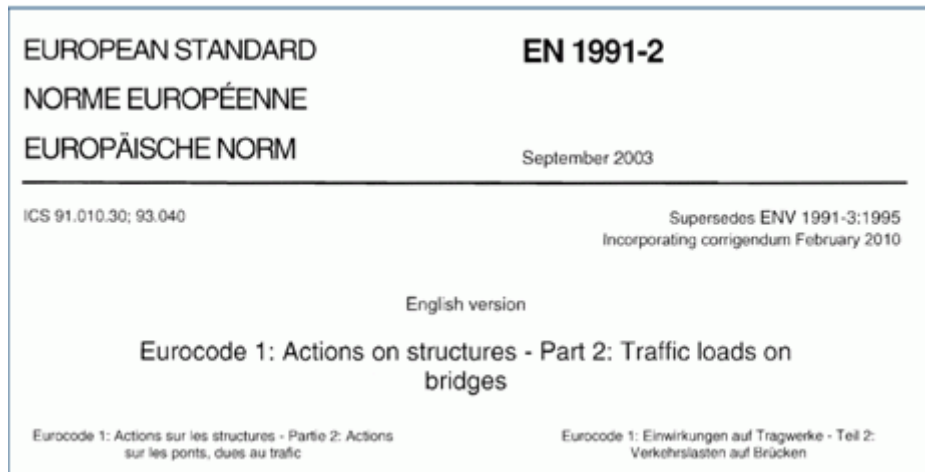 EUROPEAN STANDARD
EN 1991-2
NORME EUROPÉENNE
EUROPÄISCHE NORM
September 2003
ICS 91.010.30; 93.040
Supersedes ENV 1991-3:1995
Incorporating corrigendum February 2010
English version
Eurocode 1: Actions on structures - Part 2: Traffic loads on
bridges
Eurocode 1: Actions sur les structures - Partie 2: Actions
sur les ponts, dues au trafic
Eurocode 1: Einwirkungen auf Tragwerke - Teil 2:
Verkehrslasten auf Brücken